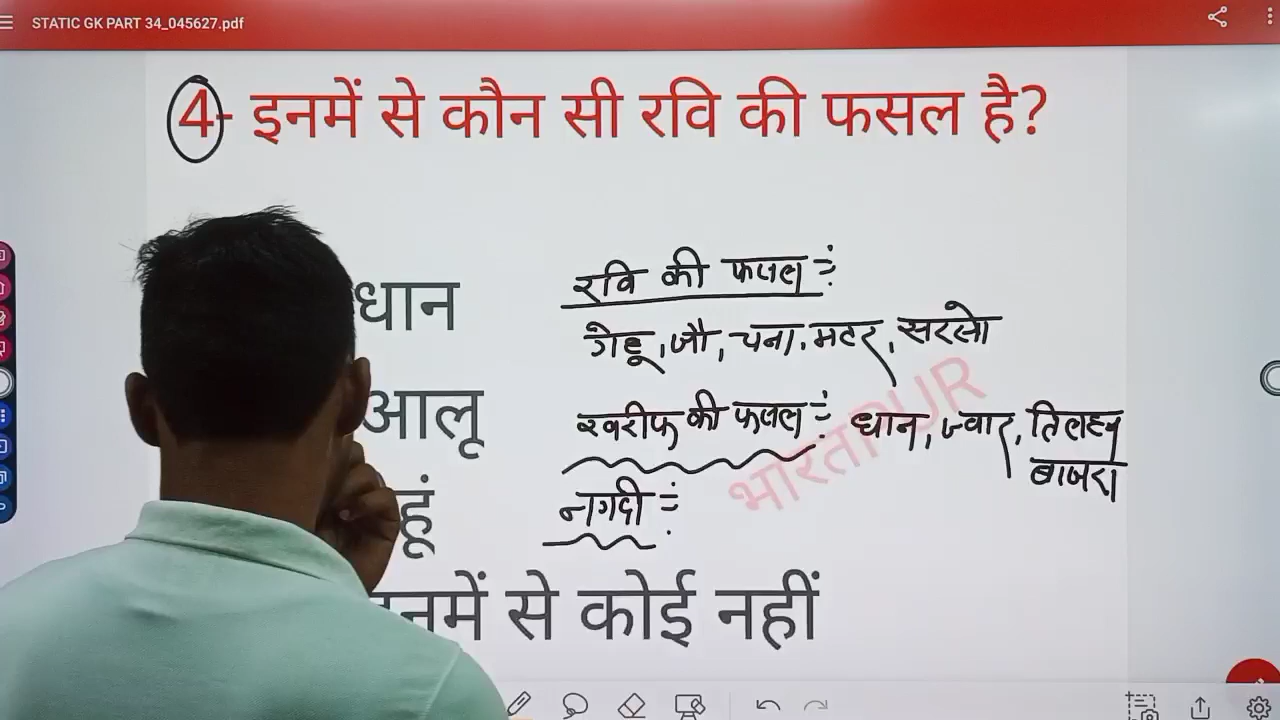 STATIC GK PART 34_045627.pdf
4- इनमें से कौन सी रवि की फसल है?
धान
रवि की फसल :-
गेहू, जौ, चना, मटर, सरसो
आलू
खरीफ की फसल :- धान, ज्वार, तिलहन
बाजरा
भारतPUR
नगदी :-
में से कोई नहीं